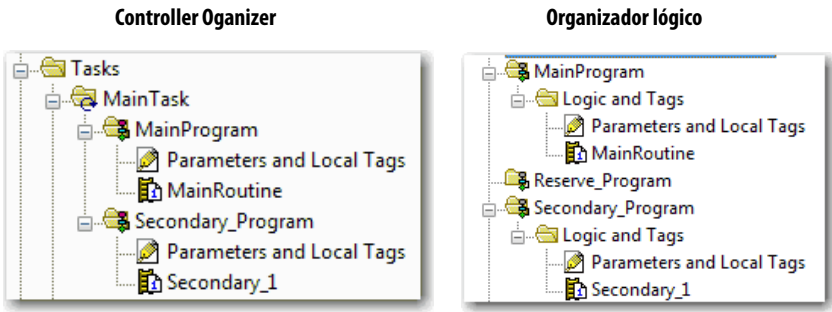 Controller Oganizer
Tasks
MainTask
MainProgram
Parameters and Local Tags
MainRoutine
Secondary_Program
Parameters and Local Tags
Secondary_1
Organizador lógico
MainProgram
Logic and Tags
Parameters and Local Tags
MainRoutine
Reserve_Program
Secondary_Program
Logic and Tags
Parameters and Local Tags
Secondary_1